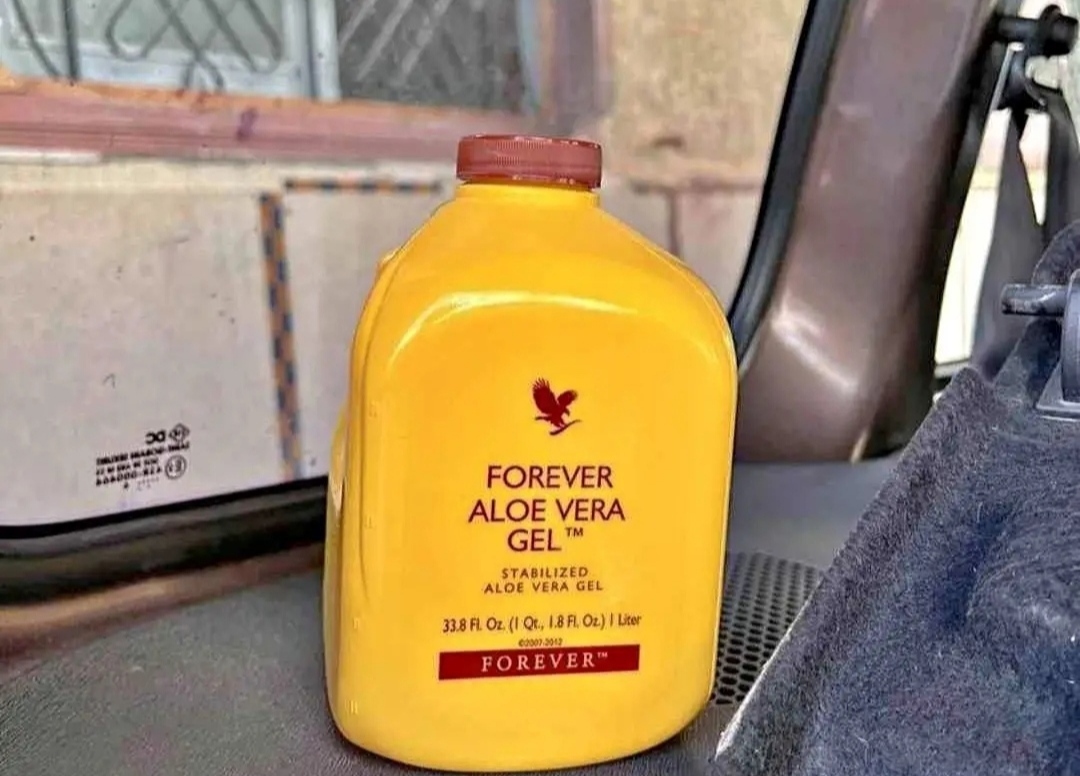 FOREVER
ALOE VERA
GEL™
STABILIZED
ALOE VERA GEL
33.8 Fl. Oz. (1 Qt., 1.8 Fl. Oz.) 1 Liter
©2007-2012
FOREVER™